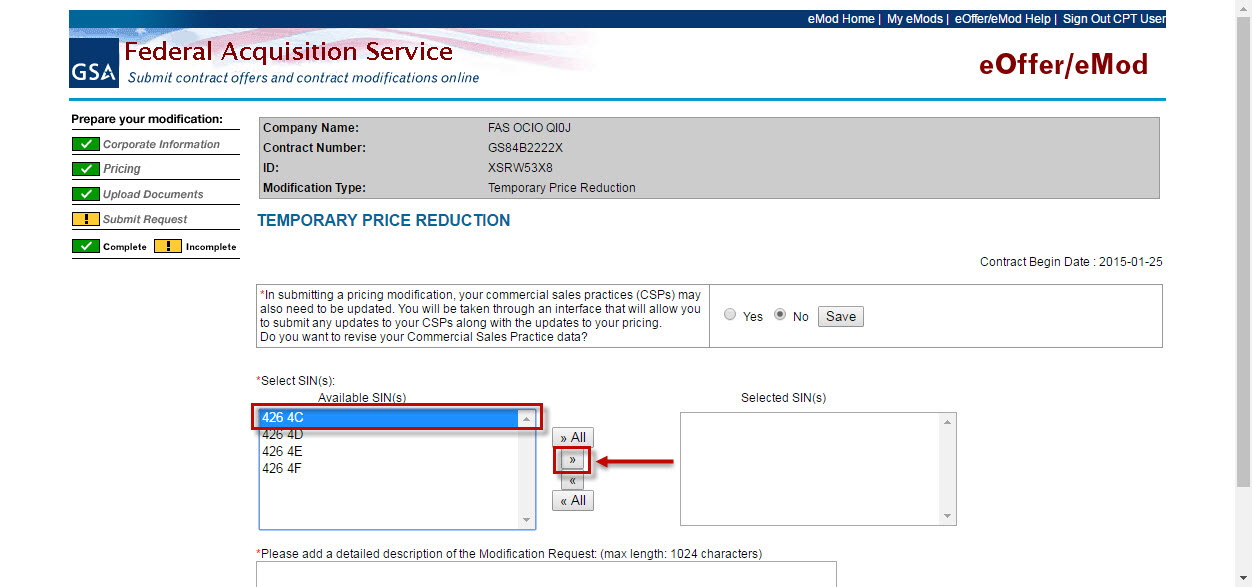 eMod Home | My eMods | eOffer/eMod Help | Sign Out CPT User
GSA
Federal Acquisition Service
Submit contract offers and contract modifications online
eOffer/eMod
Prepare your modification:
Corporate Information
Pricing
Upload Documents
! Submit Request
Complete ! Incomplete
Company Name: FAS OCIO QI0J
Contract Number: GS84B2222X
ID: XSRW53X8
Modification Type: Temporary Price Reduction
TEMPORARY PRICE REDUCTION
Contract Begin Date : 2015-01-25
*In submitting a pricing modification, your commercial sales practices (CSPs) may
also need to be updated. You will be taken through an interface that will allow you
to submit any updates to your CSPs along with the updates to your pricing.
Do you want to revise your Commercial Sales Practice data?
Yes No Save
*Select SIN(s):
Available SIN(s)
426 4C
426 4D
426 4E
426 4F
» All
»
«
« All
Selected SIN(s)
*Please add a detailed description of the Modification Request: (max length: 1024 characters)